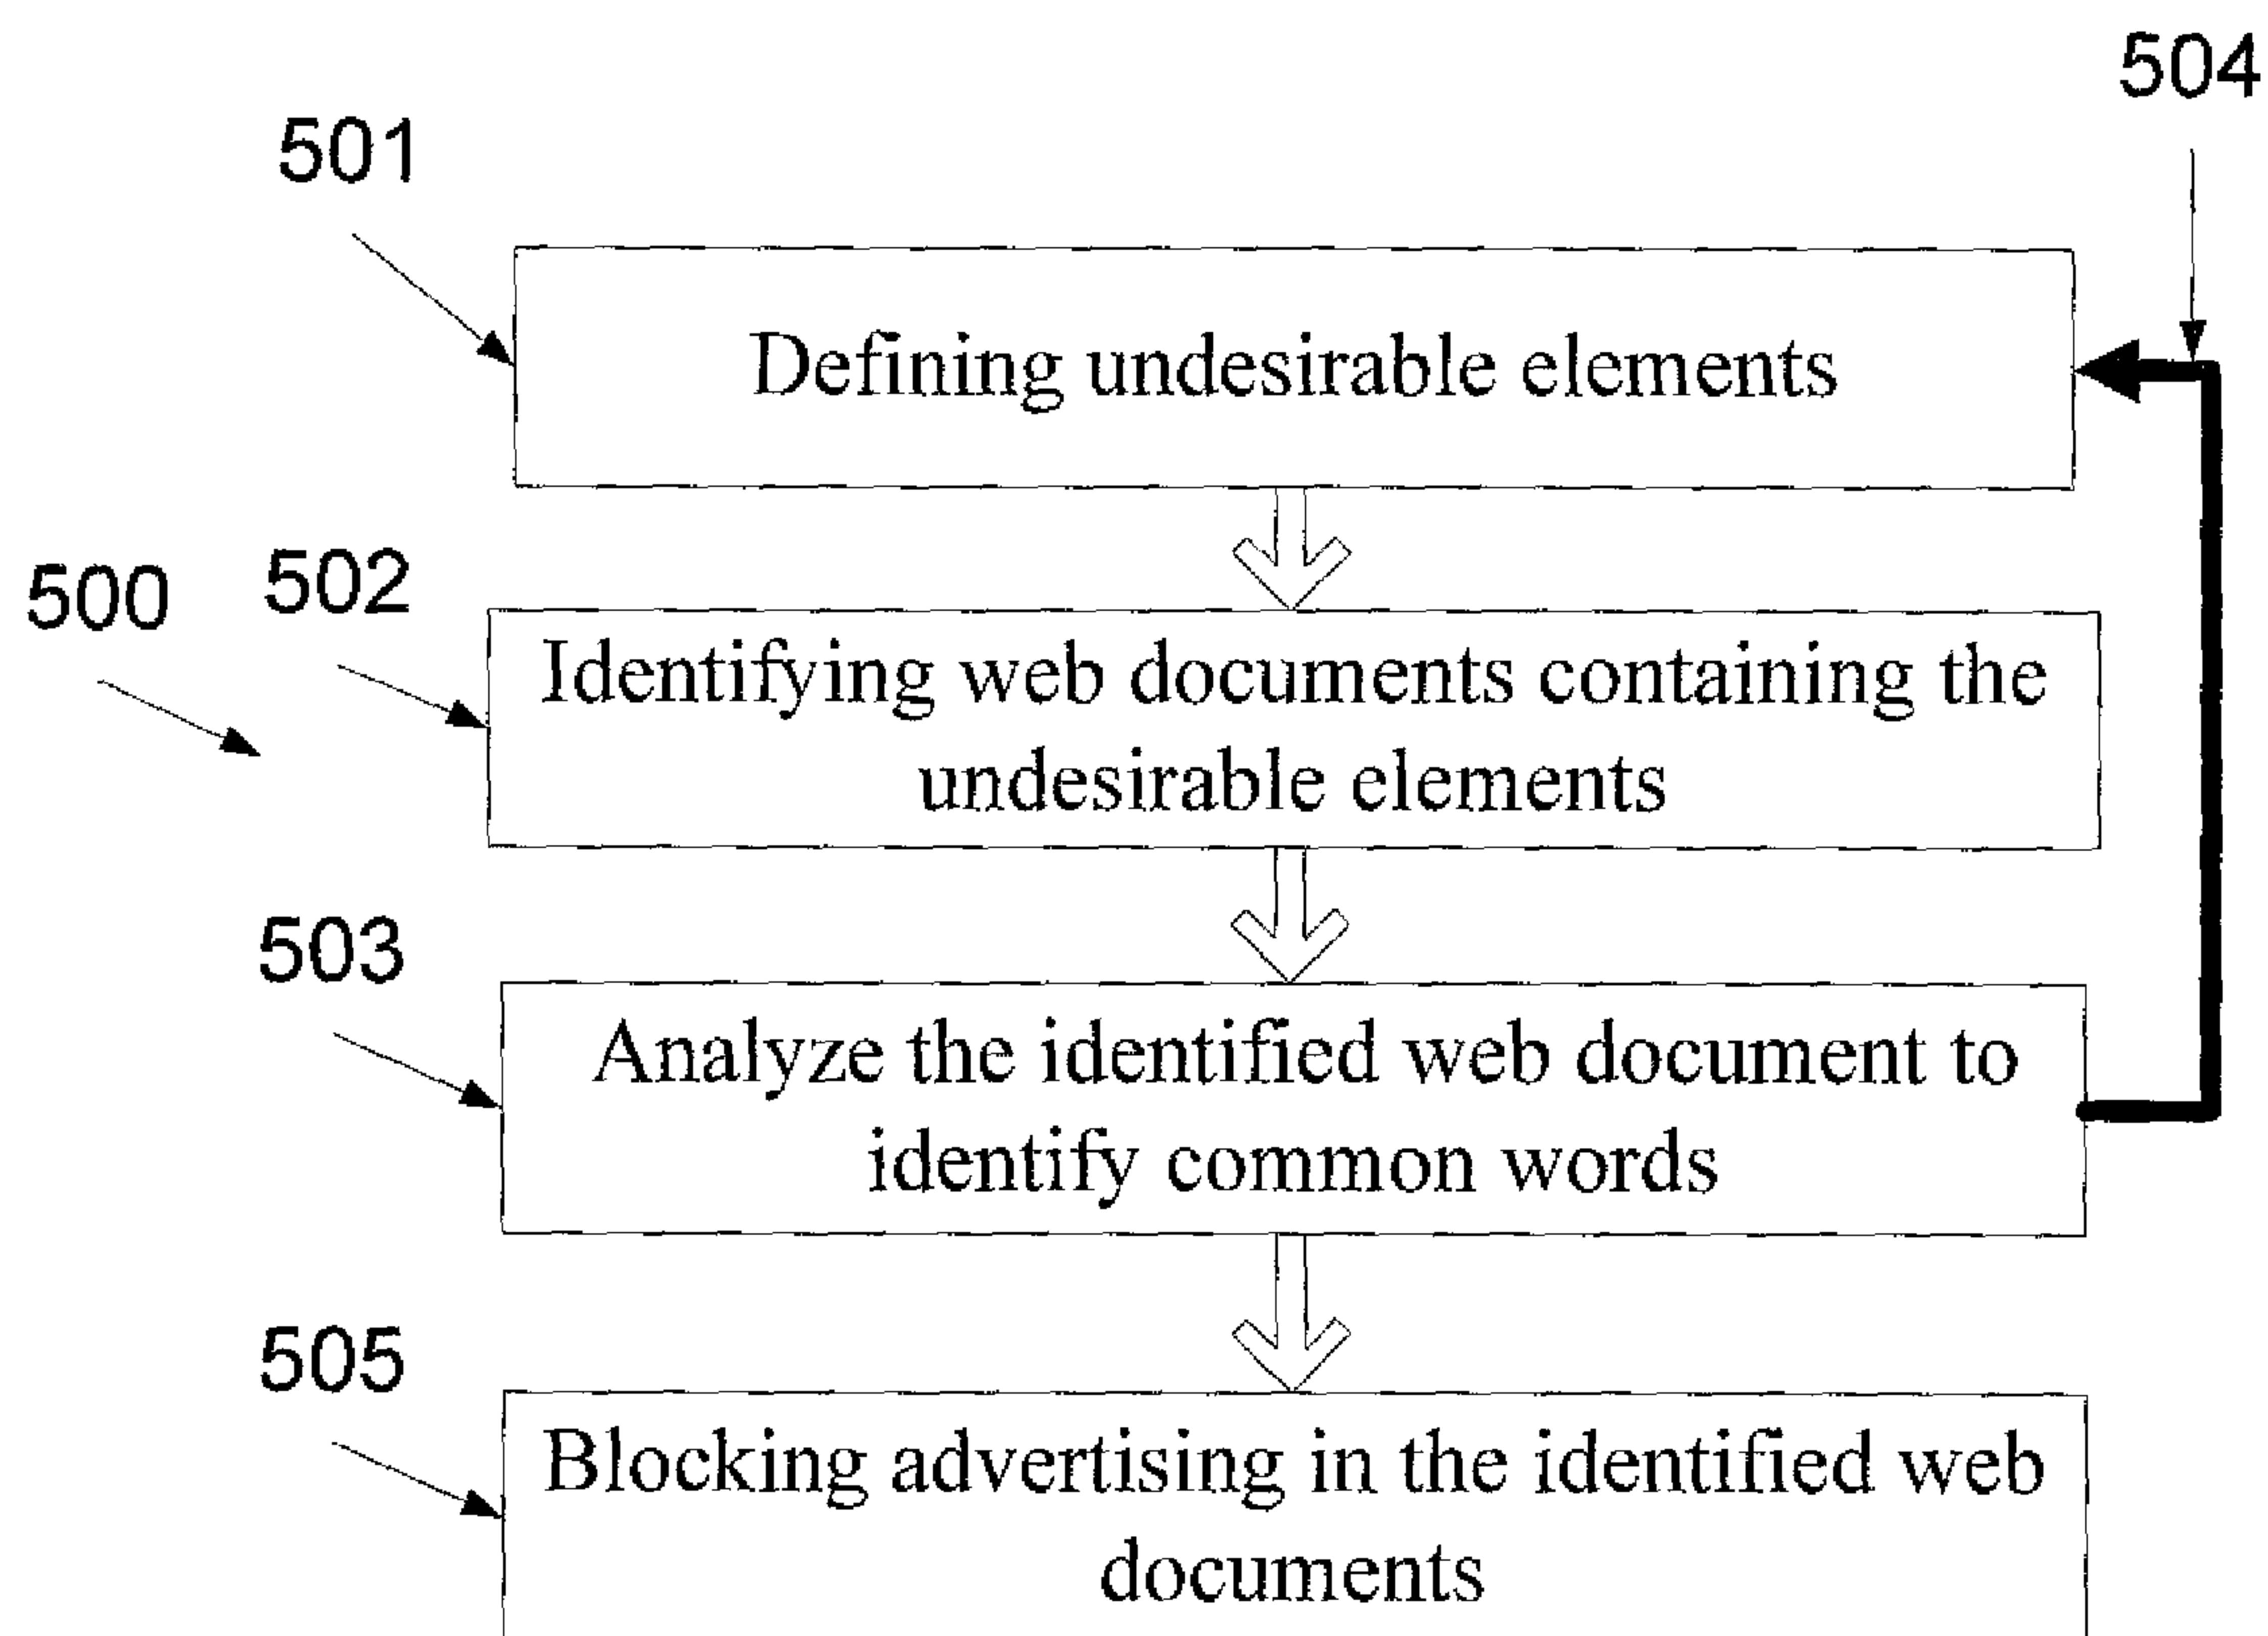 504
501
Defining undesirable elements
500
502
Identifying web documents containing the
undesirable elements
503
Analyze the identified web document to
identify common words
505
Blocking advertising in the identified web
documents